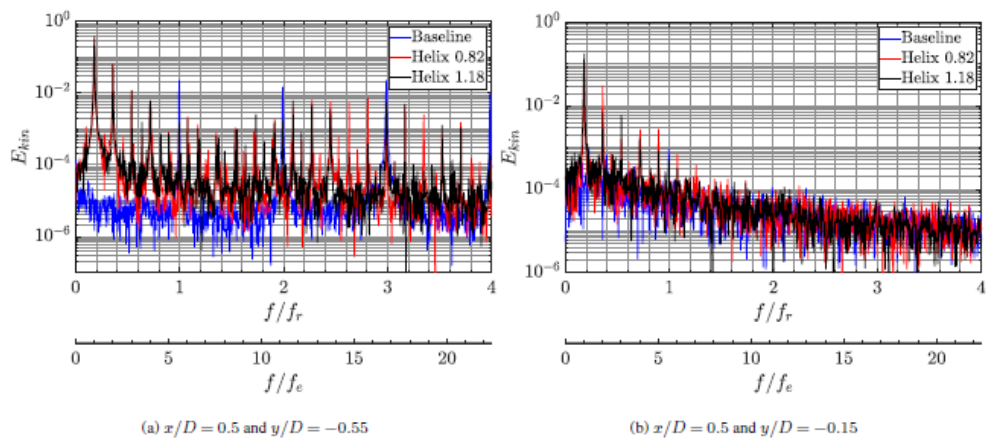 10^0
10^-2
10^-4
10^-6
E_kin
Baseline
Helix 0.82
Helix 1.18
0 1 2 3 4
f/f_r
0 5 10 15 20
f/f_e
(a) x/D = 0.5 and y/D = −0.55
10^0
10^-2
10^-4
10^-6
E_kin
Baseline
Helix 0.82
Helix 1.18
0 1 2 3 4
f/f_r
0 5 10 15 20
f/f_e
(b) x/D = 0.5 and y/D = −0.15